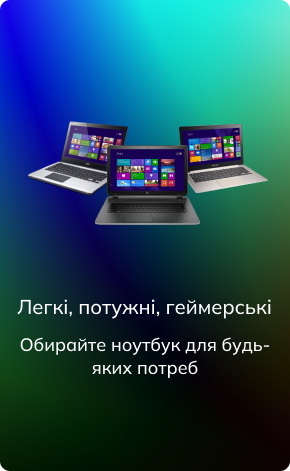 Легкі, потужні, геймерські
Обирайте ноутбук для будь-
яких потреб